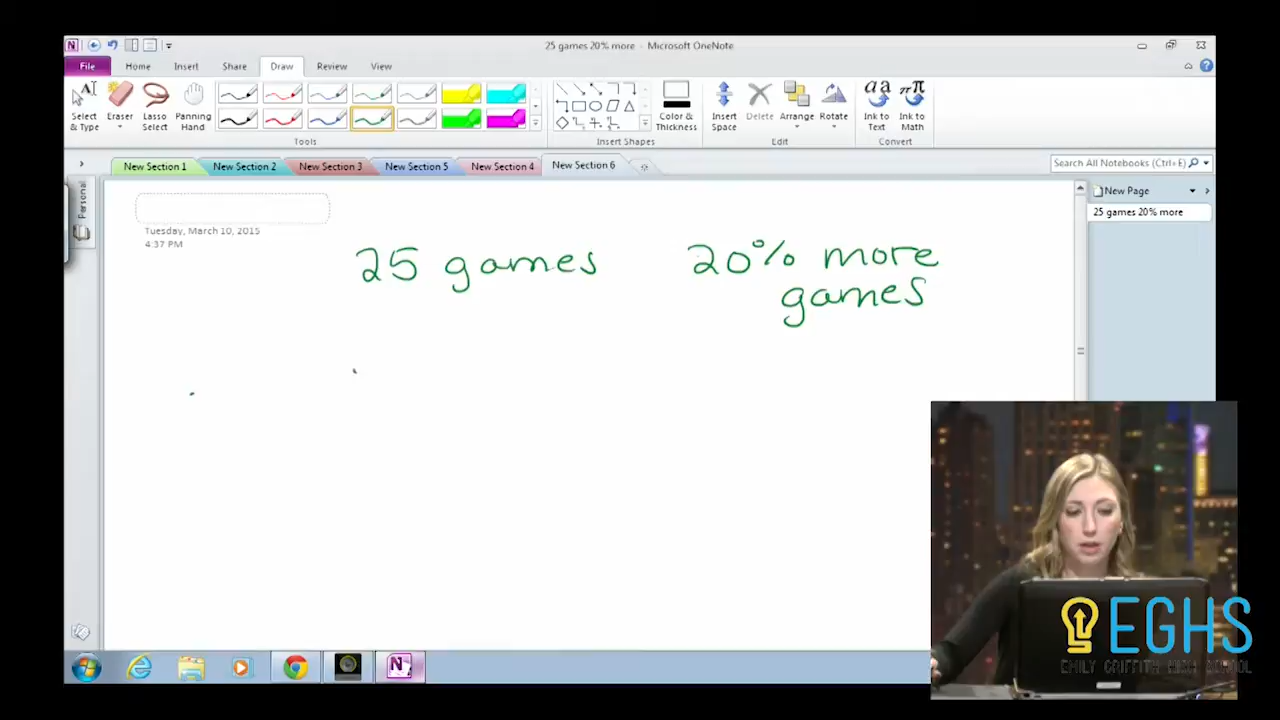 25 games 20% more - Microsoft OneNote
File Home Insert Share Draw Review View
Select & Type
Eraser
Lasso Select
Panning Hand
Color & Thickness
Insert Space
Delete
Arrange
Rotate
Ink to Text
Ink to Math
Tools
Insert Shapes
Edit
Convert
New Section 1 New Section 2 New Section 3 New Section 5 New Section 4 New Section 6
Search All Notebooks (Ctrl+E)
Personal
New Page
25 games 20% more
Tuesday, March 10, 2015
4:37 PM
25 games 20% more
games
EGHS
EMILY GRIFFITH HIGH SCHOOL